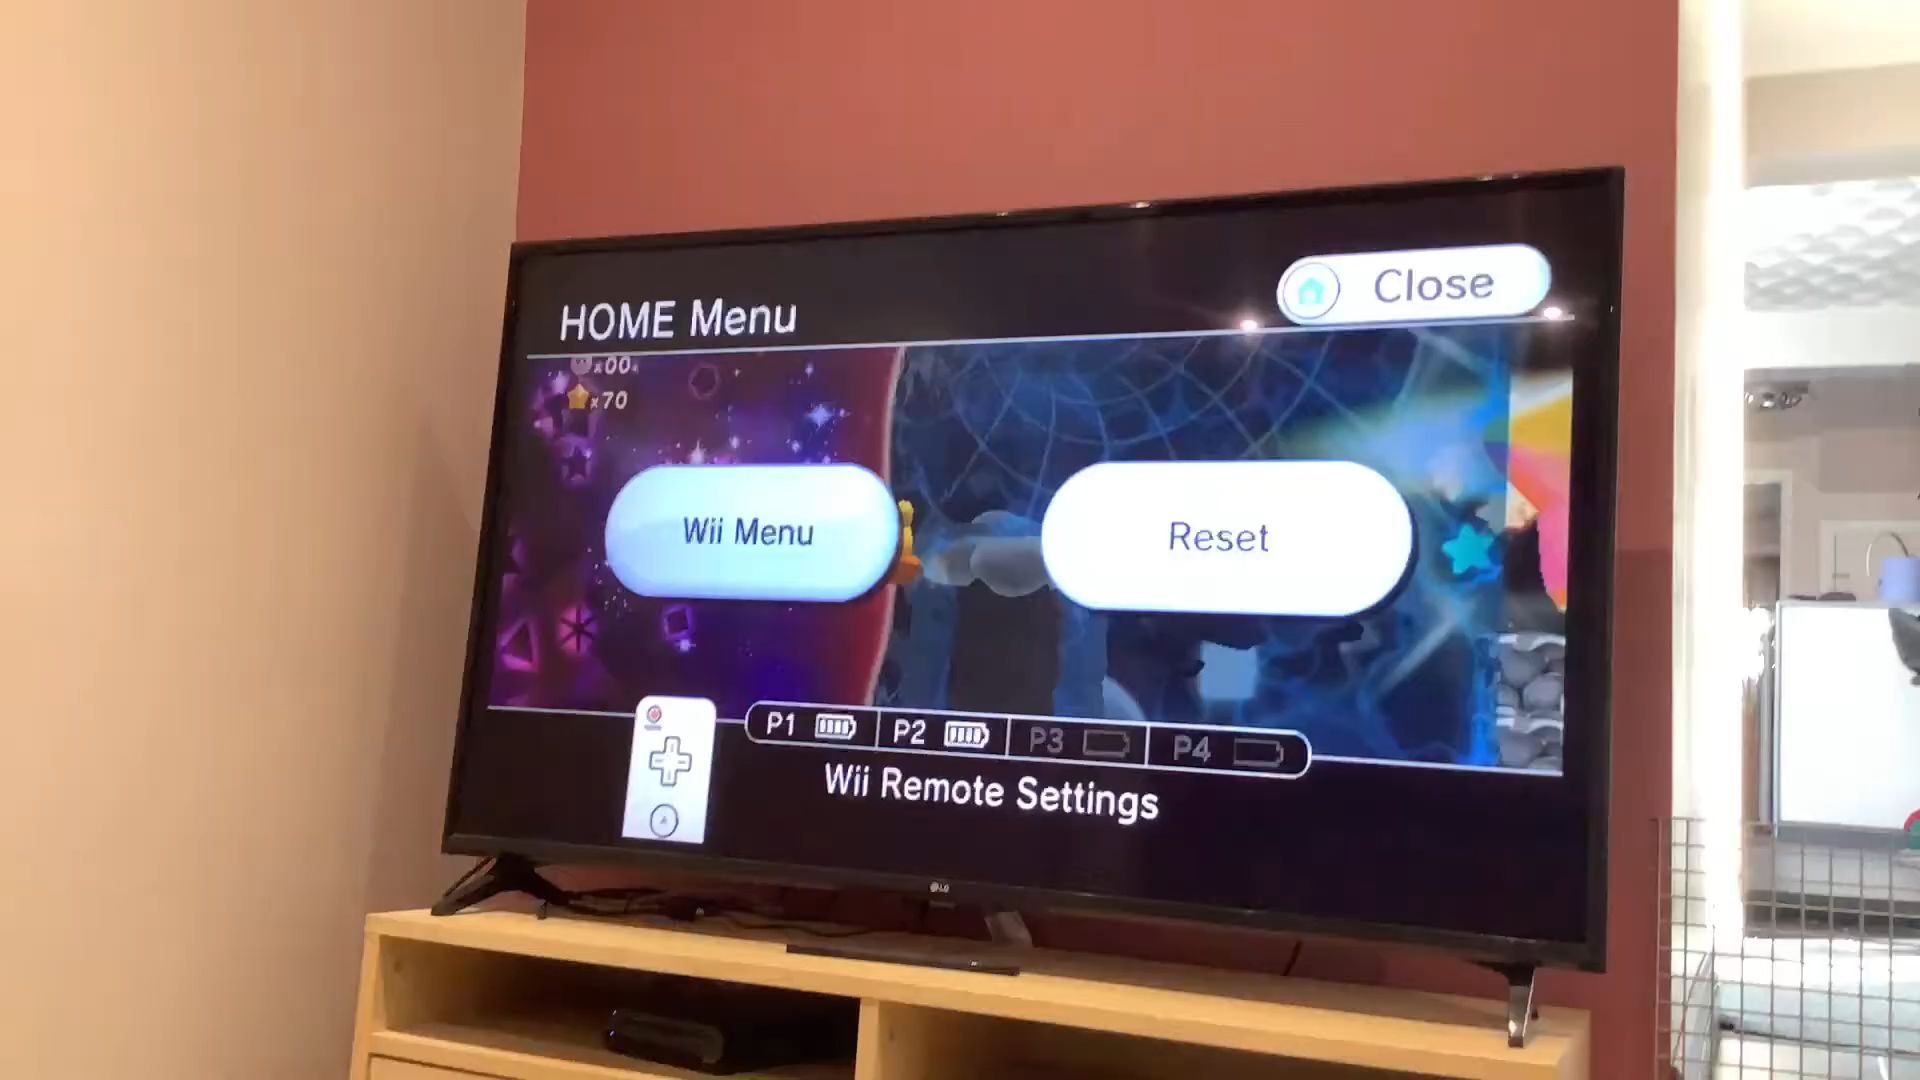 HOME Menu
Close
x00
x70
Wii Menu
Reset
P1 P2 P3 P4
A
Wii Remote Settings
LG